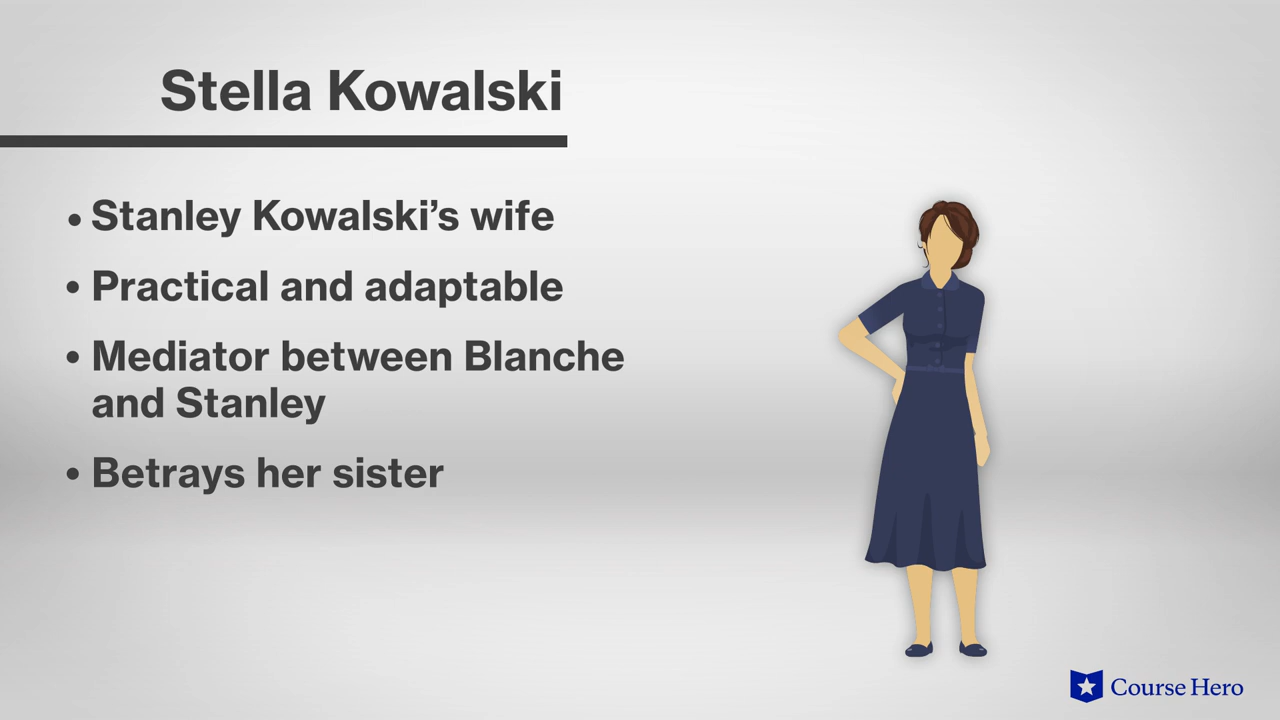 Stella Kowalski
• Stanley Kowalski’s wife
• Practical and adaptable
• Mediator between Blanche
and Stanley
• Betrays her sister
Course Hero